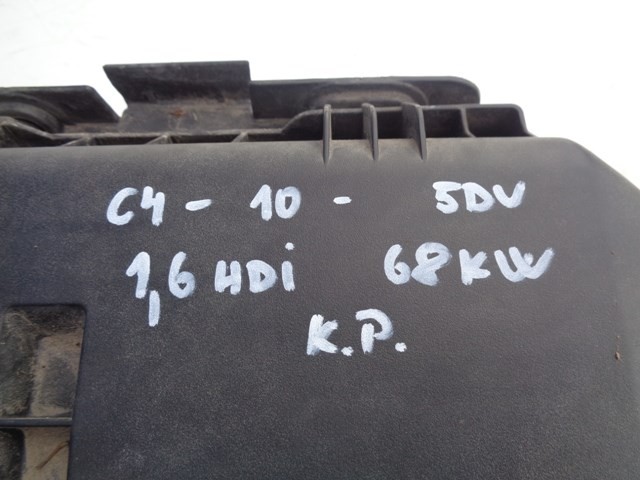 C4 - 10 - 5DV
1,6 HDi 68KW
K.P.